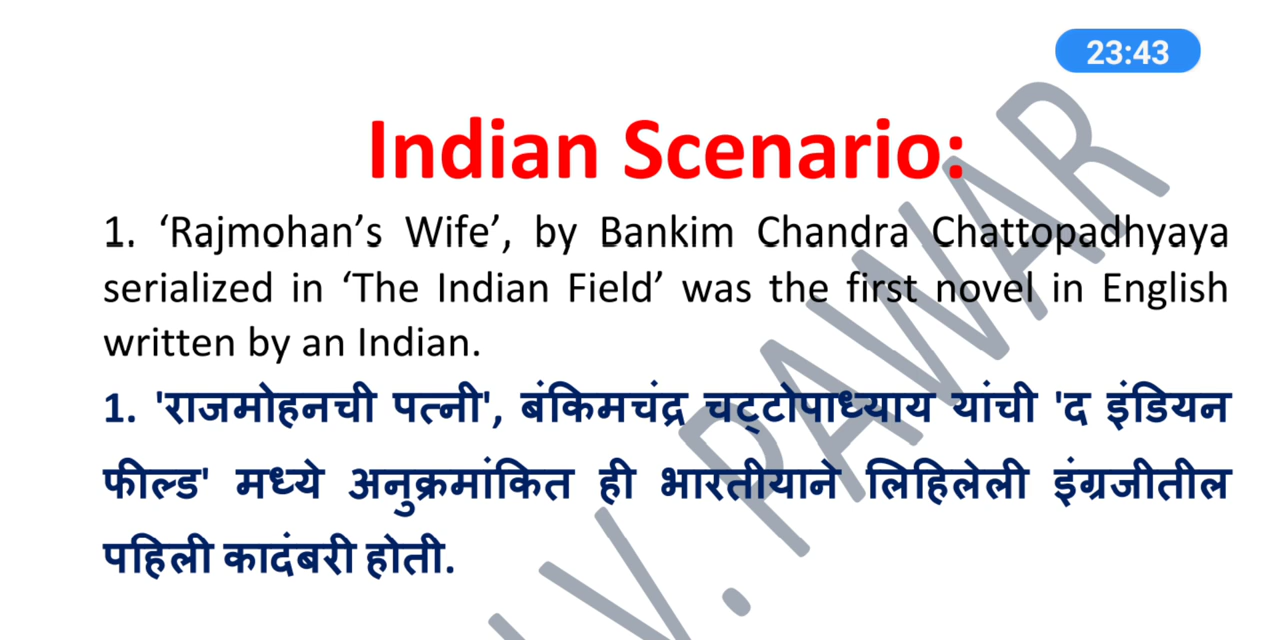 23:43
Indian Scenario:
1. ‘Rajmohan’s Wife’, by Bankim Chandra Chattopadhyaya
serialized in ‘The Indian Field’ was the first novel in English
written by an Indian.
1. 'राजमोहनची पत्नी', बंकिमचंद्र चट्टोपाध्याय यांची 'द इंडियन
फील्ड' मध्ये अनुक्रमांकित ही भारतीयाने लिहिलेली इंग्रजीतील
पहिली कादंबरी होती.
V. PAWAR